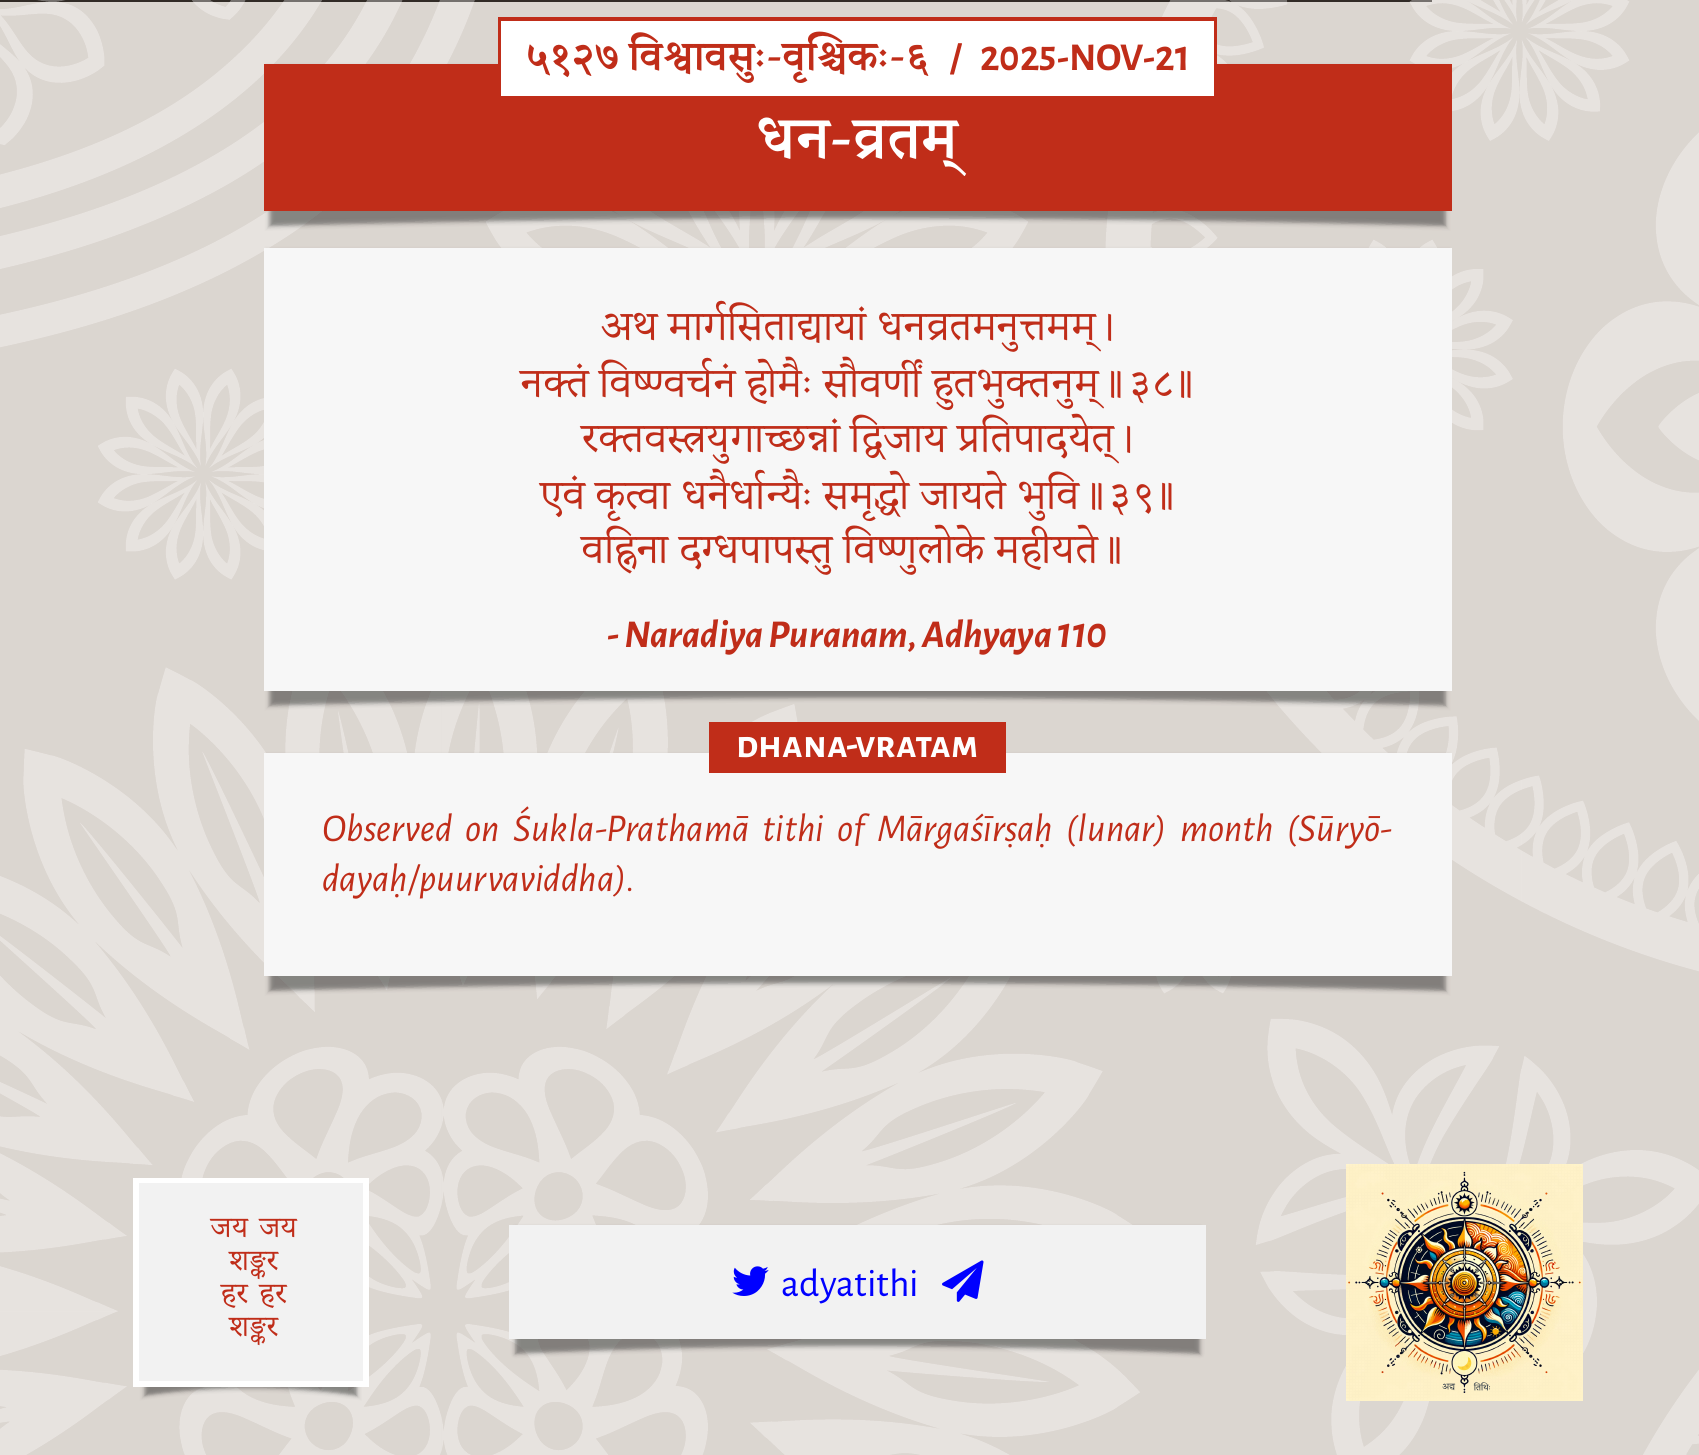 ५१२७ विश्वावसुः-वृश्चिकः-६ / 2025-NOV-21
धन-व्रतम्
अथ मार्गसिताद्यायां धनव्रतमनुत्तमम्।
नक्तं विष्ण्वर्चनं होमैः सौवर्णीं हुतभुक्तनुम्॥३८॥
रक्तवस्त्रयुगाच्छन्नां द्विजाय प्रतिपादयेत्।
एवं कृत्वा धनैर्धान्यैः समृद्धो जायते भुवि॥३९॥
वह्निना दग्धपापस्तु विष्णुलोके महीयते॥
- Naradiya Puranam, Adhyaya 110
DHANA-VRATAM
Observed on Śukla-Prathamā tithi of Mārgaśīrṣaḥ (lunar) month (Sūryō-
dayaḥ/puurvaviddha).
जय जय
शङ्कर
हर हर
शङ्कर
adyatithi
अद्य तिथिः